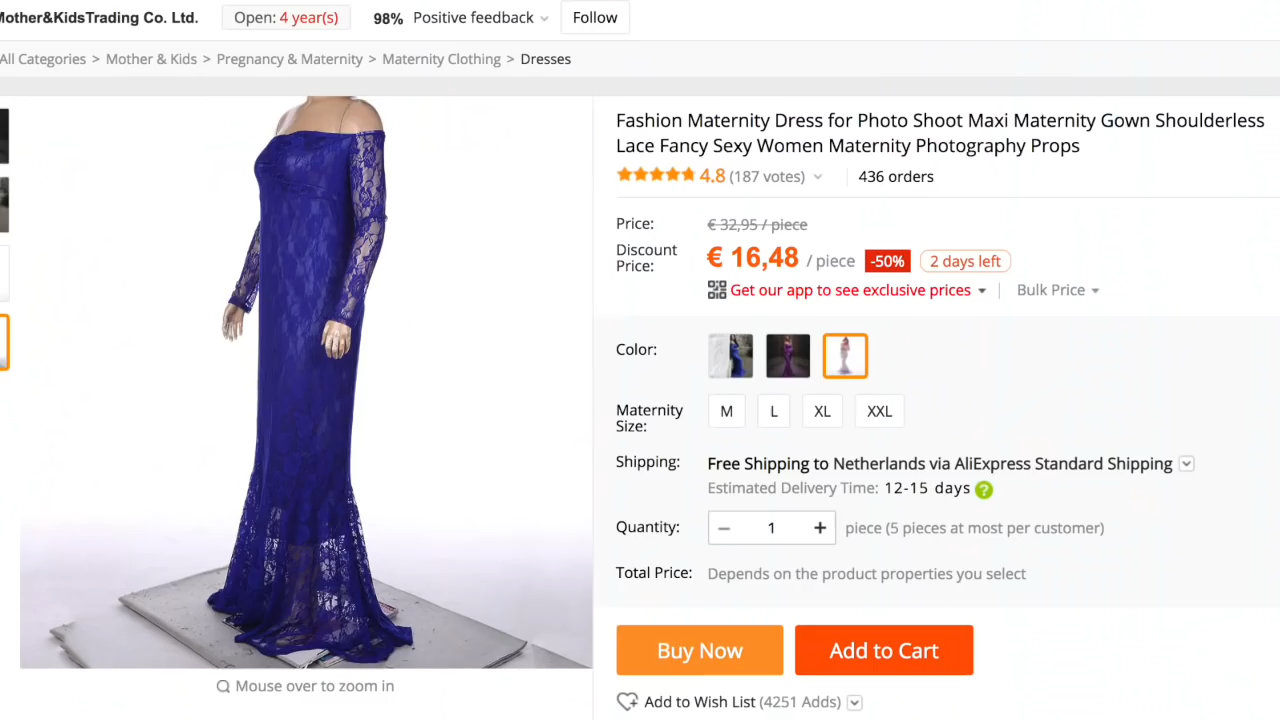 Mother&KidsTrading Co. Ltd. Open: 4 year(s) 98% Positive feedback Follow
All Categories > Mother & Kids > Pregnancy & Maternity > Maternity Clothing > Dresses
Fashion Maternity Dress for Photo Shoot Maxi Maternity Gown Shoulderless
Lace Fancy Sexy Women Maternity Photography Props
4.8 (187 votes) 436 orders
Price: € 32,95 / piece
Discount Price: € 16,48 / piece -50% 2 days left
Get our app to see exclusive prices Bulk Price
Color:
Maternity Size: M L XL XXL
Shipping: Free Shipping to Netherlands via AliExpress Standard Shipping
Estimated Delivery Time: 12-15 days ?
Quantity: − 1 + piece (5 pieces at most per customer)
Total Price: Depends on the product properties you select
Buy Now Add to Cart
Mouse over to zoom in
Add to Wish List (4251 Adds)